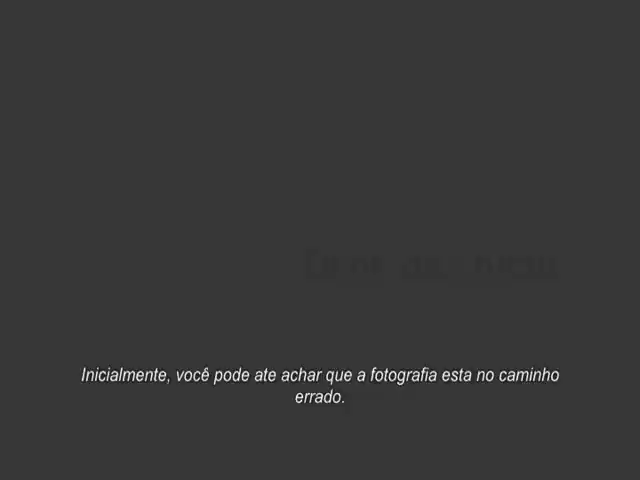 Inicialmente, você pode ate achar que a fotografia esta no caminho
errado.